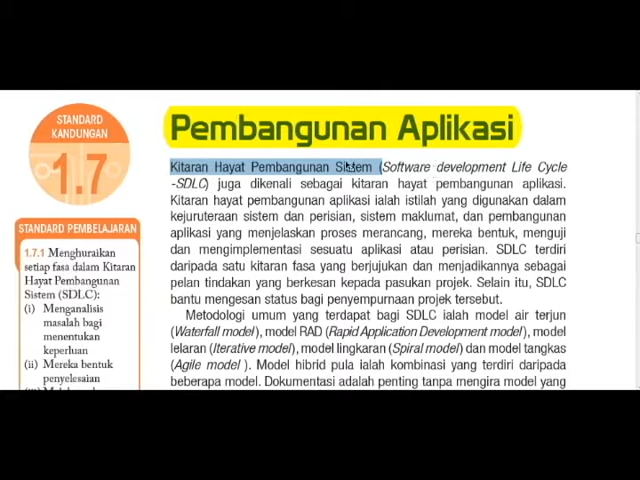 STANDARD
KANDUNGAN
1.7
Pembangunan Aplikasi
STANDARD PEMBELAJARAN
1.7.1 Menghuraikan
setiap fasa dalam Kitaran
Hayat Pembangunan
Sistem (SDLC):
(i) Menganalisis
masalah bagi
menentukan
keperluan
(ii) Mereka bentuk
penyelesaian
Kitaran Hayat Pembangunan Sistem (Software development Life Cycle
-SDLC) juga dikenali sebagai kitaran hayat pembangunan aplikasi.
Kitaran hayat pembangunan aplikasi ialah istilah yang digunakan dalam
kejuruteraan sistem dan perisian, sistem maklumat, dan pembangunan
aplikasi yang menjelaskan proses merancang, mereka bentuk, menguji
dan mengimplementasi sesuatu aplikasi atau perisian. SDLC terdiri
daripada satu kitaran fasa yang berjujukan dan menjadikannya sebagai
pelan tindakan yang berkesan kepada pasukan projek. Selain itu, SDLC
bantu mengesan status bagi penyempurnaan projek tersebut.
Metodologi umum yang terdapat bagi SDLC ialah model air terjun
(Waterfall model), model RAD (Rapid Application Development model), model
lelaran (Iterative model), model lingkaran (Spiral model) dan model tangkas
(Agile model ). Model hibrid pula ialah kombinasi yang terdiri daripada
beberapa model. Dokumentasi adalah penting tanpa mengira model yang